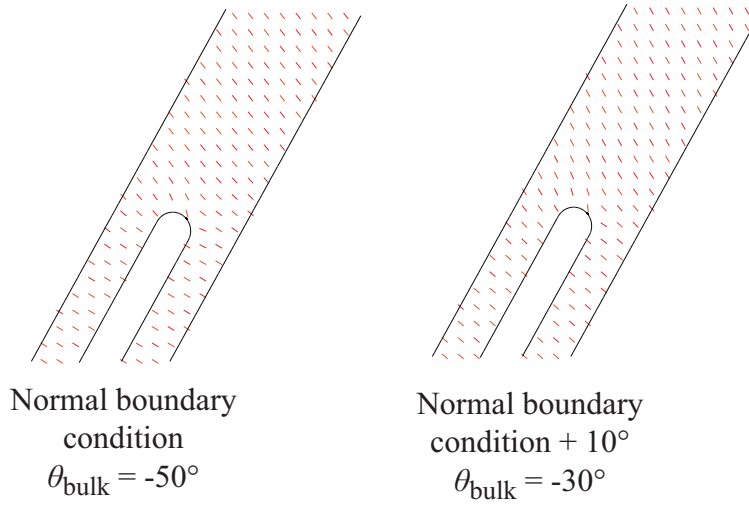 Normal boundary
condition
θbulk = -50°
Normal boundary
condition + 10°
θbulk = -30°